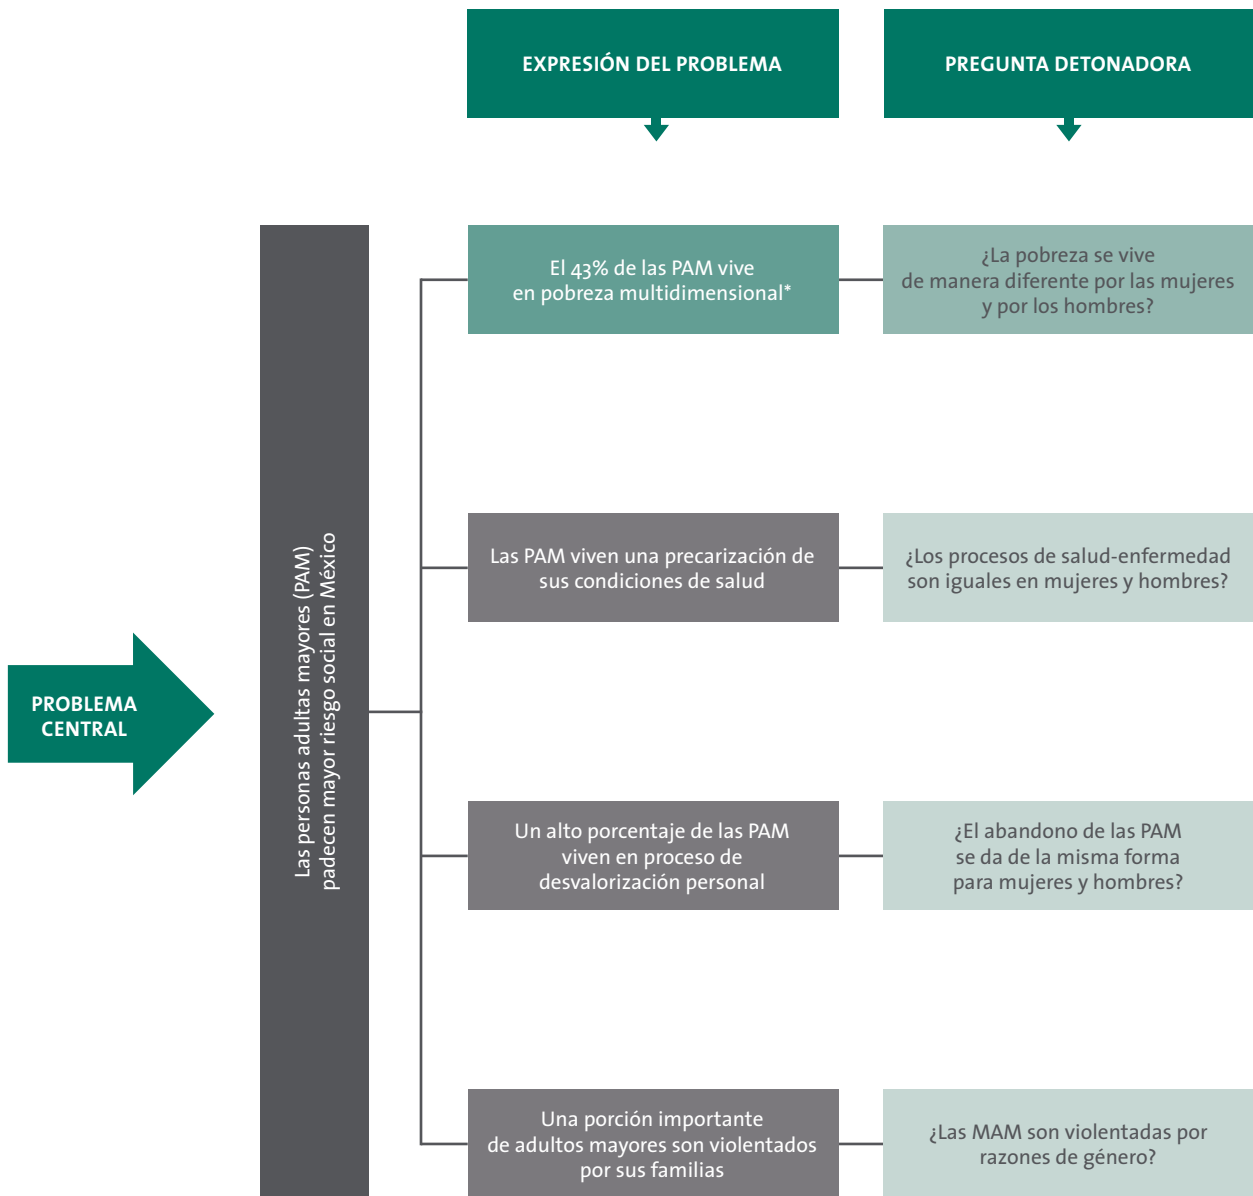 EXPRESIÓN DEL PROBLEMA
PREGUNTA DETONADORA
PROBLEMA
CENTRAL
Las personas adultas mayores (PAM)
padecen mayor riesgo social en México
El 43% de las PAM vive
en pobreza multidimensional*
¿La pobreza se vive
de manera diferente por las mujeres
y por los hombres?
Las PAM viven una precarización de
sus condiciones de salud
¿Los procesos de salud-enfermedad
son iguales en mujeres y hombres?
Un alto porcentaje de las PAM
viven en proceso de
desvalorización personal
¿El abandono de las PAM
se da de la misma forma
para mujeres y hombres?
Una porción importante
de adultos mayores son violentados
por sus familias
¿Las MAM son violentadas por
razones de género?